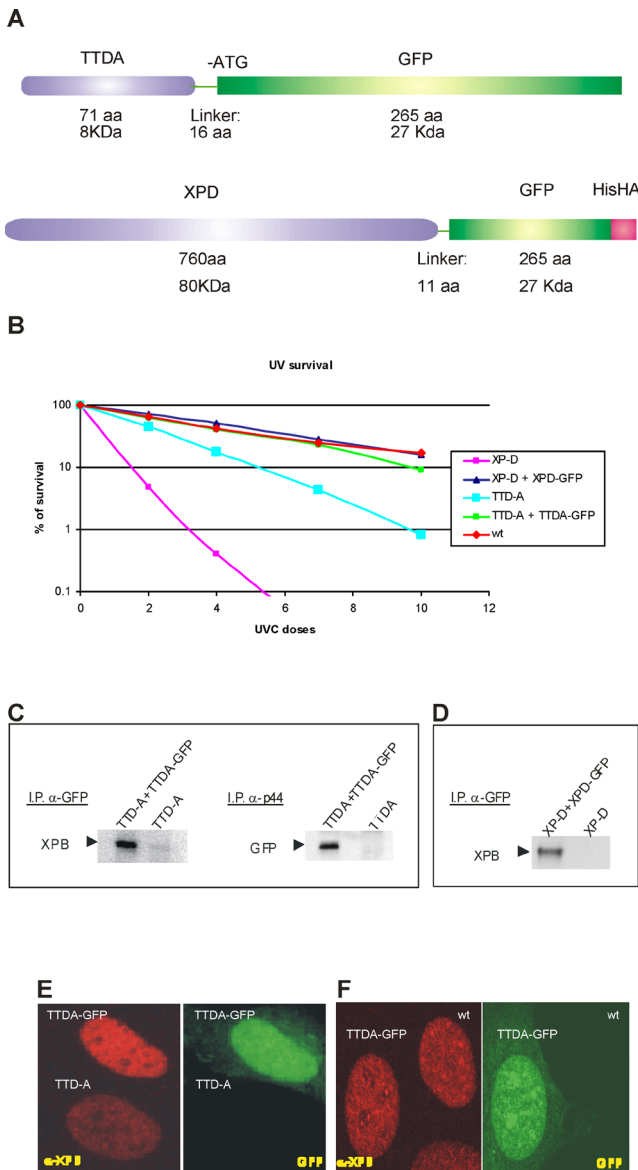 A
TTDA
-ATG
GFP
71 aa
Linker:
265 aa
8KDa
16 aa
27 Kda
XPD
GFP
HisHA
760aa
Linker:
265 aa
80KDa
11 aa
27 Kda
B
UV survival
100
10
1
0.1
% of survival
0 2 4 6 8 10 12
UVC doses
XP-D
XP-D + XPD-GFP
TTD-A
TTD-A + TTDA-GFP
wt
C
I.P. α-GFP
TTD-A+TTDA-GFP
TTD-A
XPB
I.P. α-p44
TTDA+TTDA-GFP
TTDA
GFP
D
I.P. α-GFP
XP-D+XPD-GFP
XP-D
XPB
E
TTDA-GFP
TTD-A
TTDA-GFP
TTD-A
GFP
F
wt
TTDA-GFP
wt
TTDA-GFP
GFP